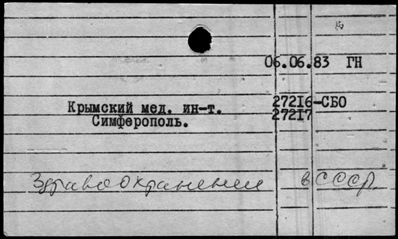 06.06.83 ГН
Крымский мед. ин-т. 27216-СБО
Симферополь. 27217
Здравоохранение в СССР.